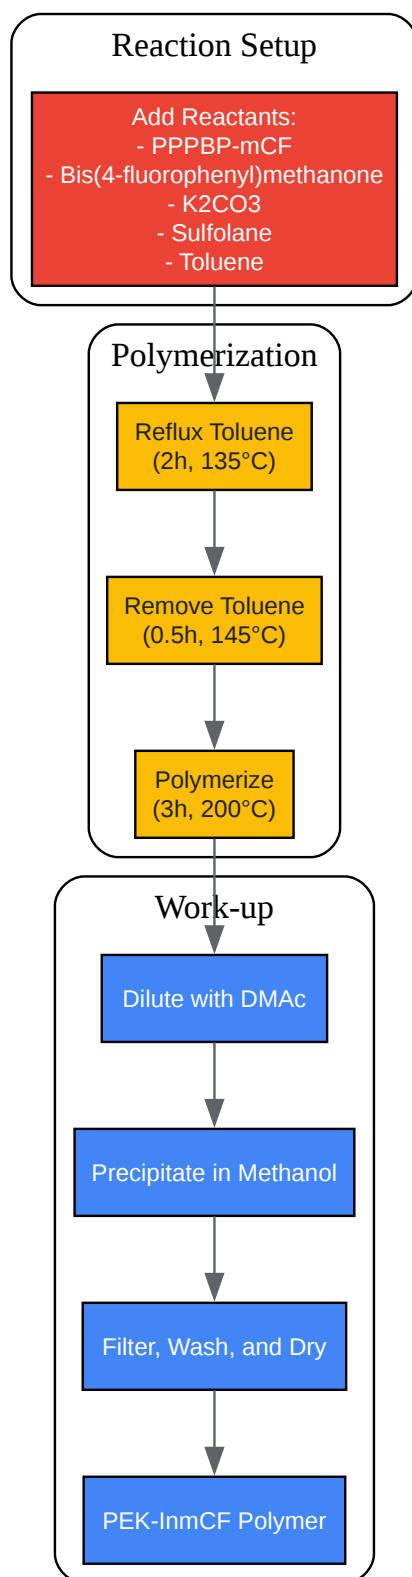 Reaction Setup
Add Reactants:
- PPPBP-mCF
- Bis(4-fluorophenyl)methanone
- K2CO3
- Sulfolane
- Toluene
Polymerization
Reflux Toluene
(2h, 135°C)
Remove Toluene
(0.5h, 145°C)
Polymerize
(3h, 200°C)
Work-up
Dilute with DMAc
Precipitate in Methanol
Filter, Wash, and Dry
PEK-InmCF Polymer